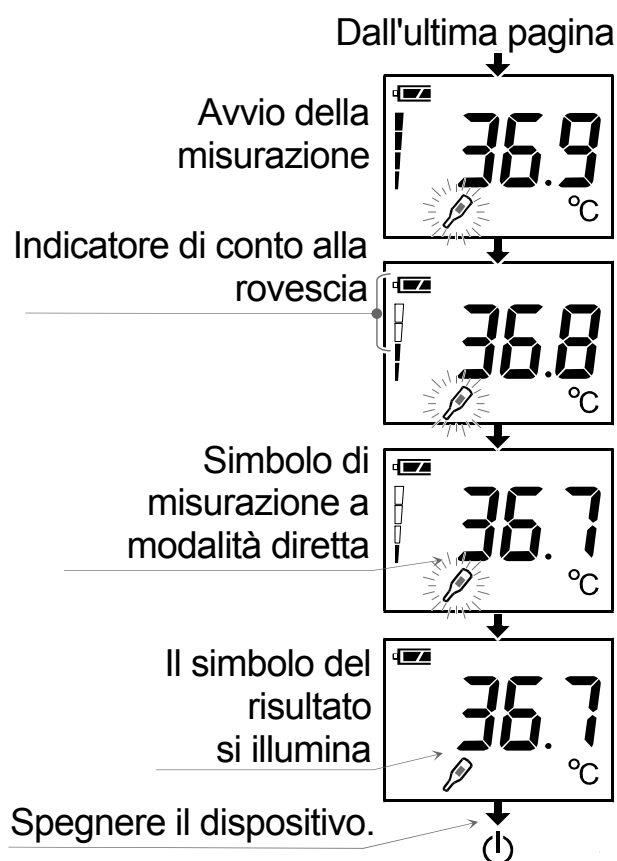 Dall'ultima pagina
Avvio della
misurazione
36.9
°C
Indicatore di conto alla
rovescia
36.8
°C
Simbolo di
misurazione a
modalità diretta
36.7
°C
Il simbolo del
risultato
si illumina
36.7
°C
Spegnere il dispositivo.